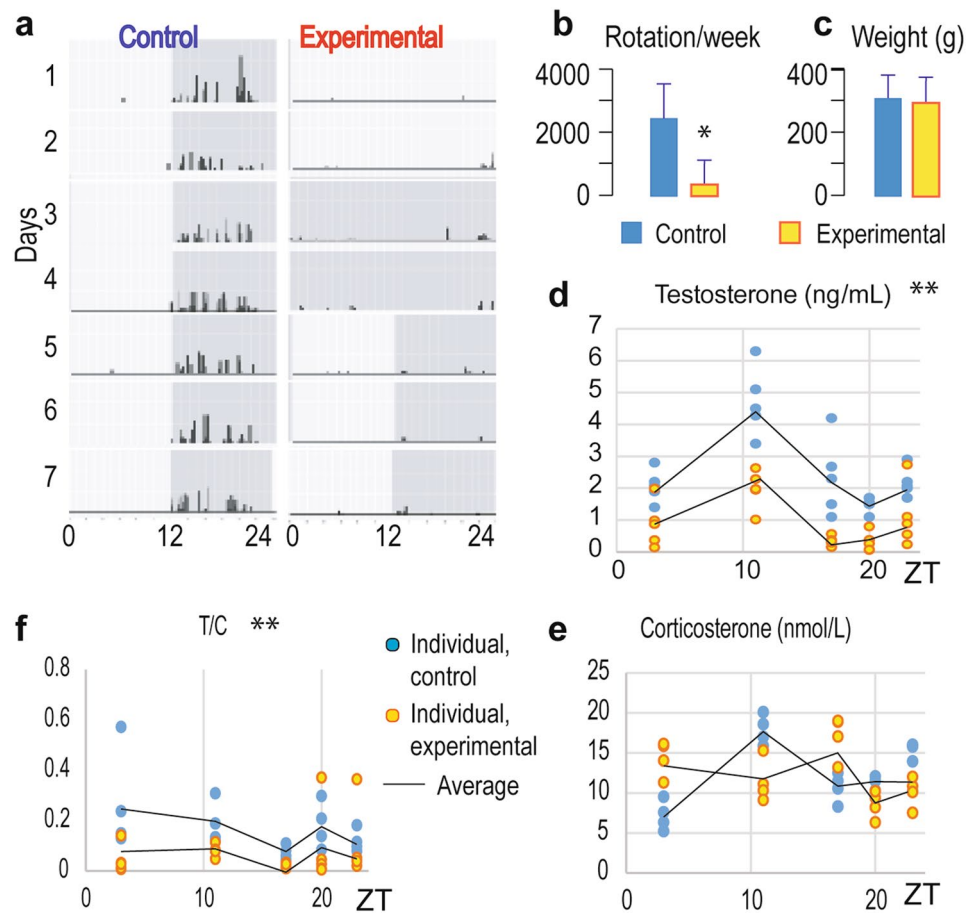 a
Control
Experimental
Days
1
2
3
4
5
6
7
0 12 24 0 12 24
b
Rotation/week
4000
2000
0
*
c
Weight (g)
400
200
0
Control
Experimental
d
Testosterone (ng/mL) **
7
6
5
4
3
2
1
0
0 10 20 ZT
f
T/C **
0.8
0.6
0.4
0.2
0
0 10 20 ZT
Individual,
control
Individual,
experimental
Average
e
Corticosterone (nmol/L)
25
20
15
10
5
0
0 10 20 ZT